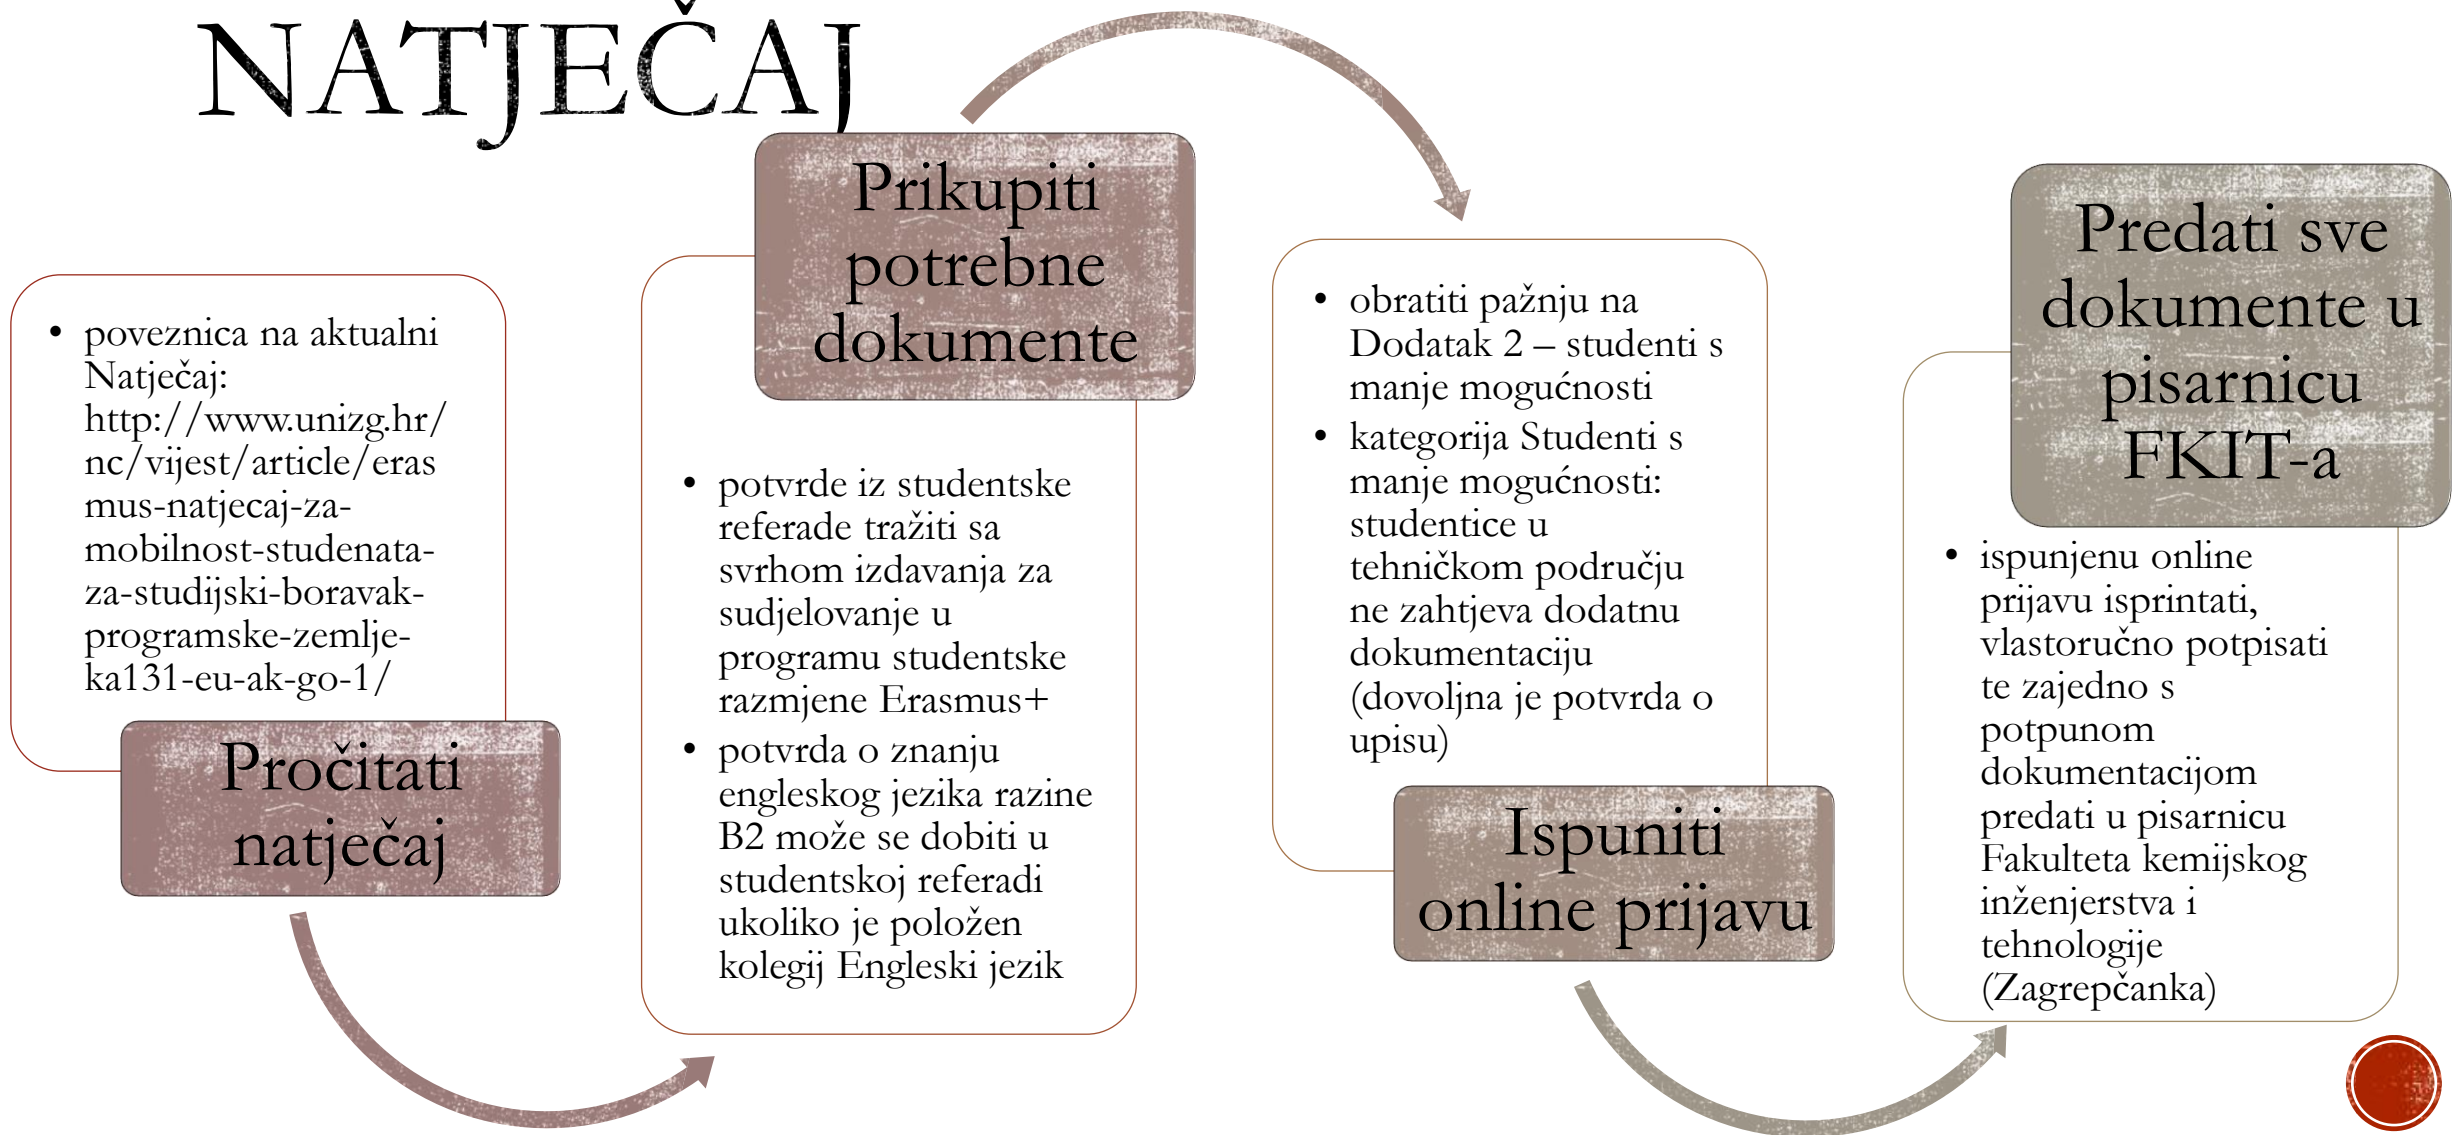 NATJEČAJ
• poveznica na aktualni
Natječaj:
http://www.unizg.hr/
nc/vijest/article/eras
mus-natjecaj-za-
mobilnost-studenata-
za-studijski-boravak-
programske-zemlje-
ka131-eu-ak-go-1/
Pročitati
natječaj
Prikupiti
potrebne
dokumente
• potvrde iz studentske
referade tražiti sa
svrhom izdavanja za
sudjelovanje u
programu studentske
razmjene Erasmus+
• potvrda o znanju
engleskog jezika razine
B2 može se dobiti u
studentskoj referadi
ukoliko je položen
kolegij Engleski jezik
• obratiti pažnju na
Dodatak 2 – studenti s
manje mogućnosti
• kategorija Studenti s
manje mogućnosti:
studentice u
tehničkom području
ne zahtjeva dodatnu
dokumentaciju
(dovoljna je potvrda o
upisu)
Ispuniti
online prijavu
Predati sve
dokumente u
pisarnicu
FKIT-a
• ispunjenu online
prijavu isprintati,
vlastoručno potpisati
te zajedno s
potpunom
dokumentacijom
predati u pisarnicu
Fakulteta kemijskog
inženjerstva i
tehnologije
(Zagrepčanka)